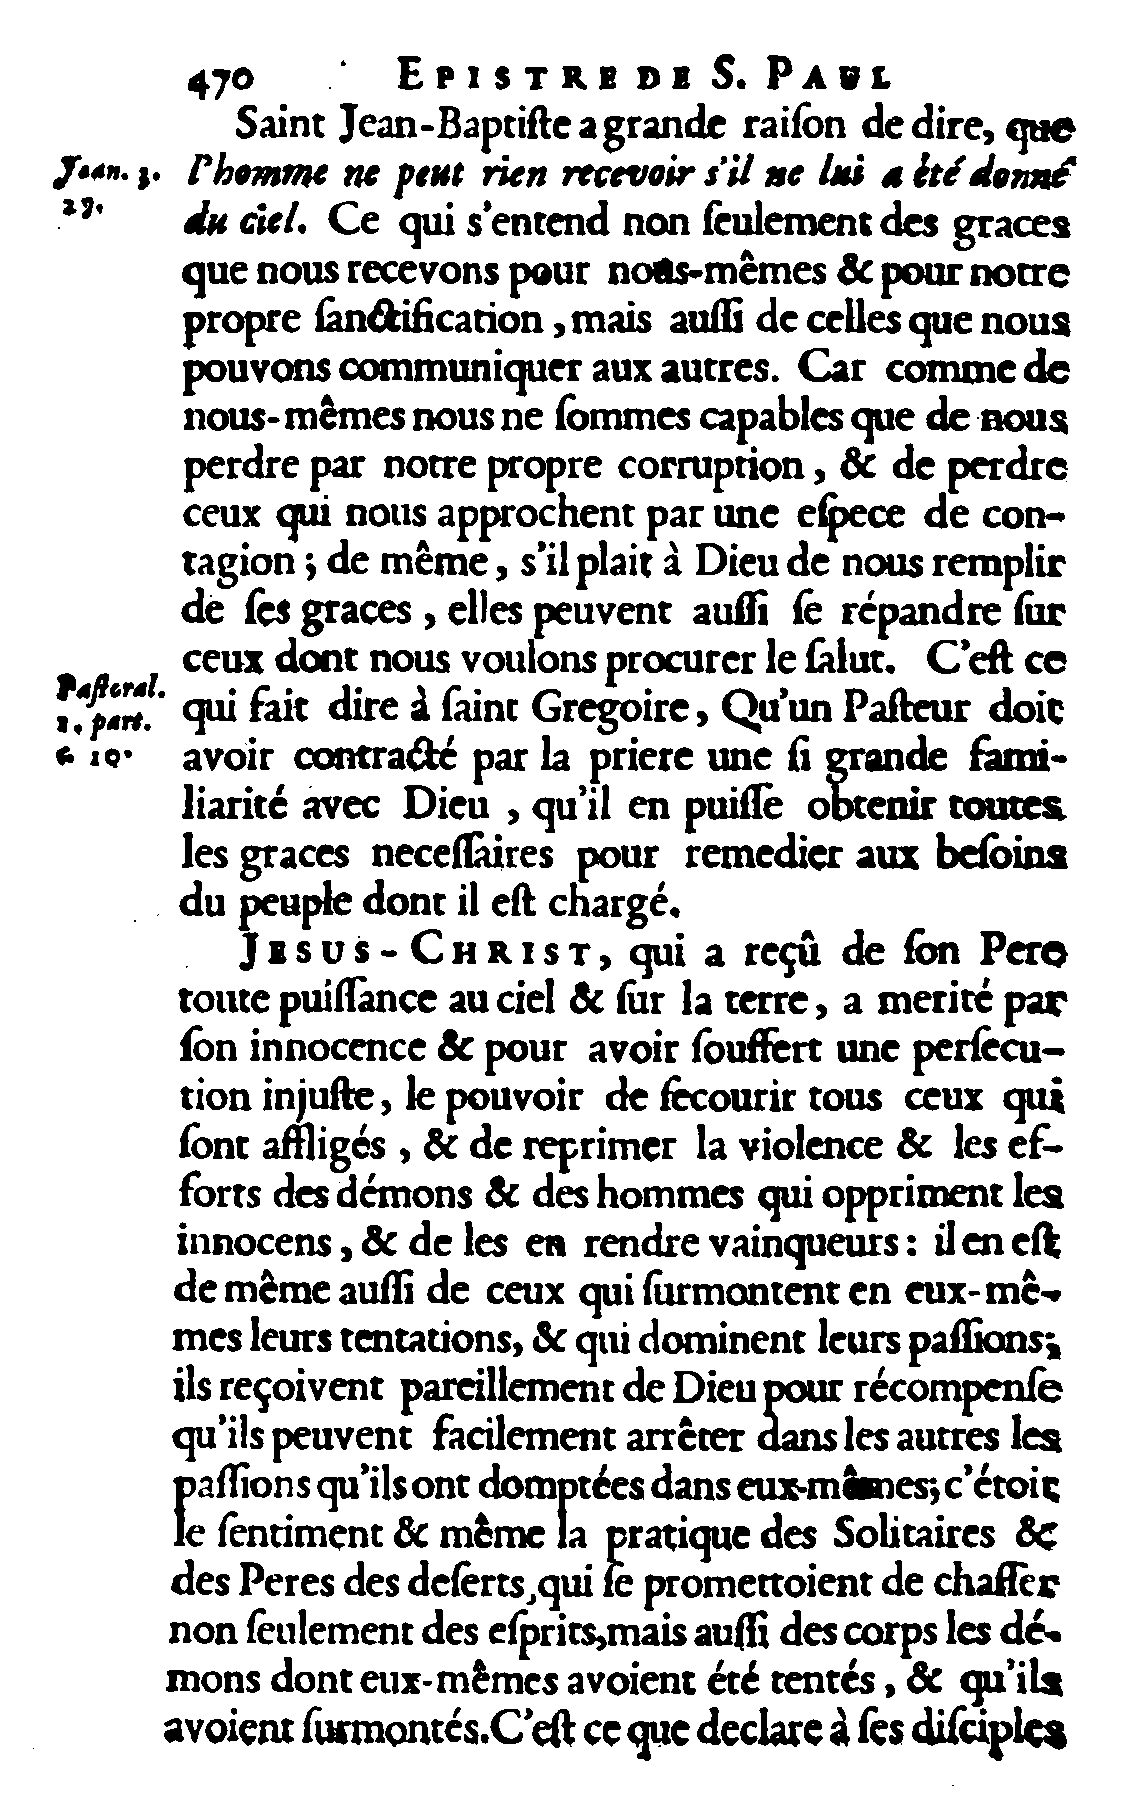 470 EPISTRE DE S. PAUL
Saint Jean-Baptiſte a grande raiſon de dire, que
Jean. 3. l'homme ne peut rien recevoir s'il ne lui a été donné
27. du ciel. Ce qui s'entend non ſeulement des graces
que nous recevons pour nous-mêmes & pour notre
propre ſanctification, mais auſſi de celles que nous
pouvons communiquer aux autres. Car comme de
nous-mêmes nous ne ſommes capables que de nous
perdre par notre propre corruption, & de perdre
ceux qui nous approchent par une eſpece de con-
tagion; de même, s'il plait à Dieu de nous remplir
de ſes graces, elles peuvent auſſi ſe répandre ſur
ceux dont nous voulons procurer le ſalut. C'eſt ce
Paſtoral. qui fait dire à ſaint Gregoire, Qu'un Paſteur doit
1. part. avoir contracté par la priere une ſi grande fami-
c 10. liarité avec Dieu, qu'il en puiſſe obtenir toutes
les graces neceſſaires pour remedier aux beſoins
du peuple dont il eſt chargé.
JESUS-CHRIST, qui a reçû de ſon Pere
toute puiſſance au ciel & ſur la terre, a merité par
ſon innocence & pour avoir ſouffert une perſecu-
tion injuſte, le pouvoir de ſecourir tous ceux qui
ſont affligés, & de reprimer la violence & les ef-
forts des démons & des hommes qui oppriment les
innocens, & de les en rendre vainqueurs: il en eſt
de même auſſi de ceux qui ſurmontent en eux-mê-
mes leurs tentations, & qui dominent leurs paſſions;
ils reçoivent pareillement de Dieu pour récompenſe
qu'ils peuvent facilement arrêter dans les autres les
paſſions qu'ils ont domptées dans eux-mêmes; c'étoit
le ſentiment & même la pratique des Solitaires &
des Peres des deſerts, qui ſe promettoient de chaſſer
non ſeulement des eſprits, mais auſſi des corps les dé-
mons dont eux-mêmes avoient été tentés, & qu'ils
avoient ſurmontés. C'eſt ce que declare à ſes diſciples